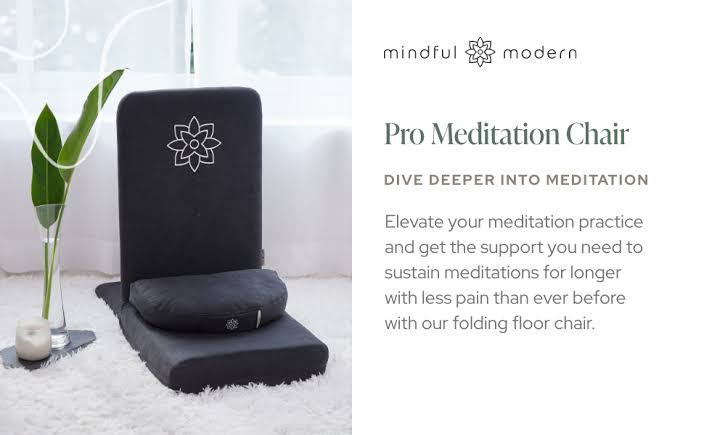 mindful modern
Pro Meditation Chair
DIVE DEEPER INTO MEDITATION
Elevate your meditation practice
and get the support you need to
sustain meditations for longer
with less pain than ever before
with our folding floor chair.